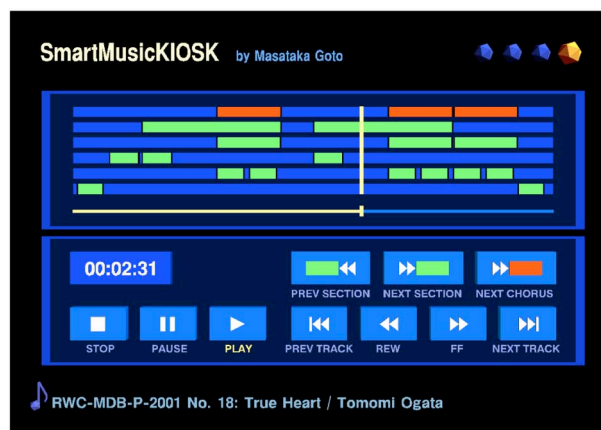 SmartMusicKIOSK by Masataka Goto
00:02:31
PREV SECTION NEXT SECTION NEXT CHORUS
STOP PAUSE PLAY PREV TRACK REW FF NEXT TRACK
RWC-MDB-P-2001 No. 18: True Heart / Tomomi Ogata